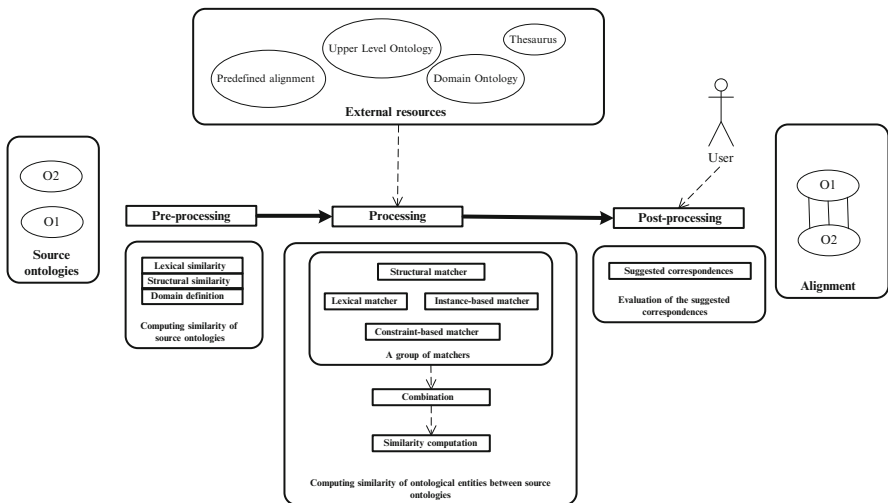 Thesaurus
Upper Level Ontology
Predefined alignment
Domain Ontology
External resources
User
O2
O1
Source
ontologies
Pre-processing
Processing
Post-processing
O1
O2
Alignment
Lexical similarity
Structural similarity
Domain definition
Computing similarity of
source ontologies
Structural matcher
Lexical matcher
Instance-based matcher
Constraint-based matcher
A group of matchers
Combination
Similarity computation
Computing similarity of ontological entities between source
ontologies
Suggested correspondences
Evaluation of the suggested
correspondences